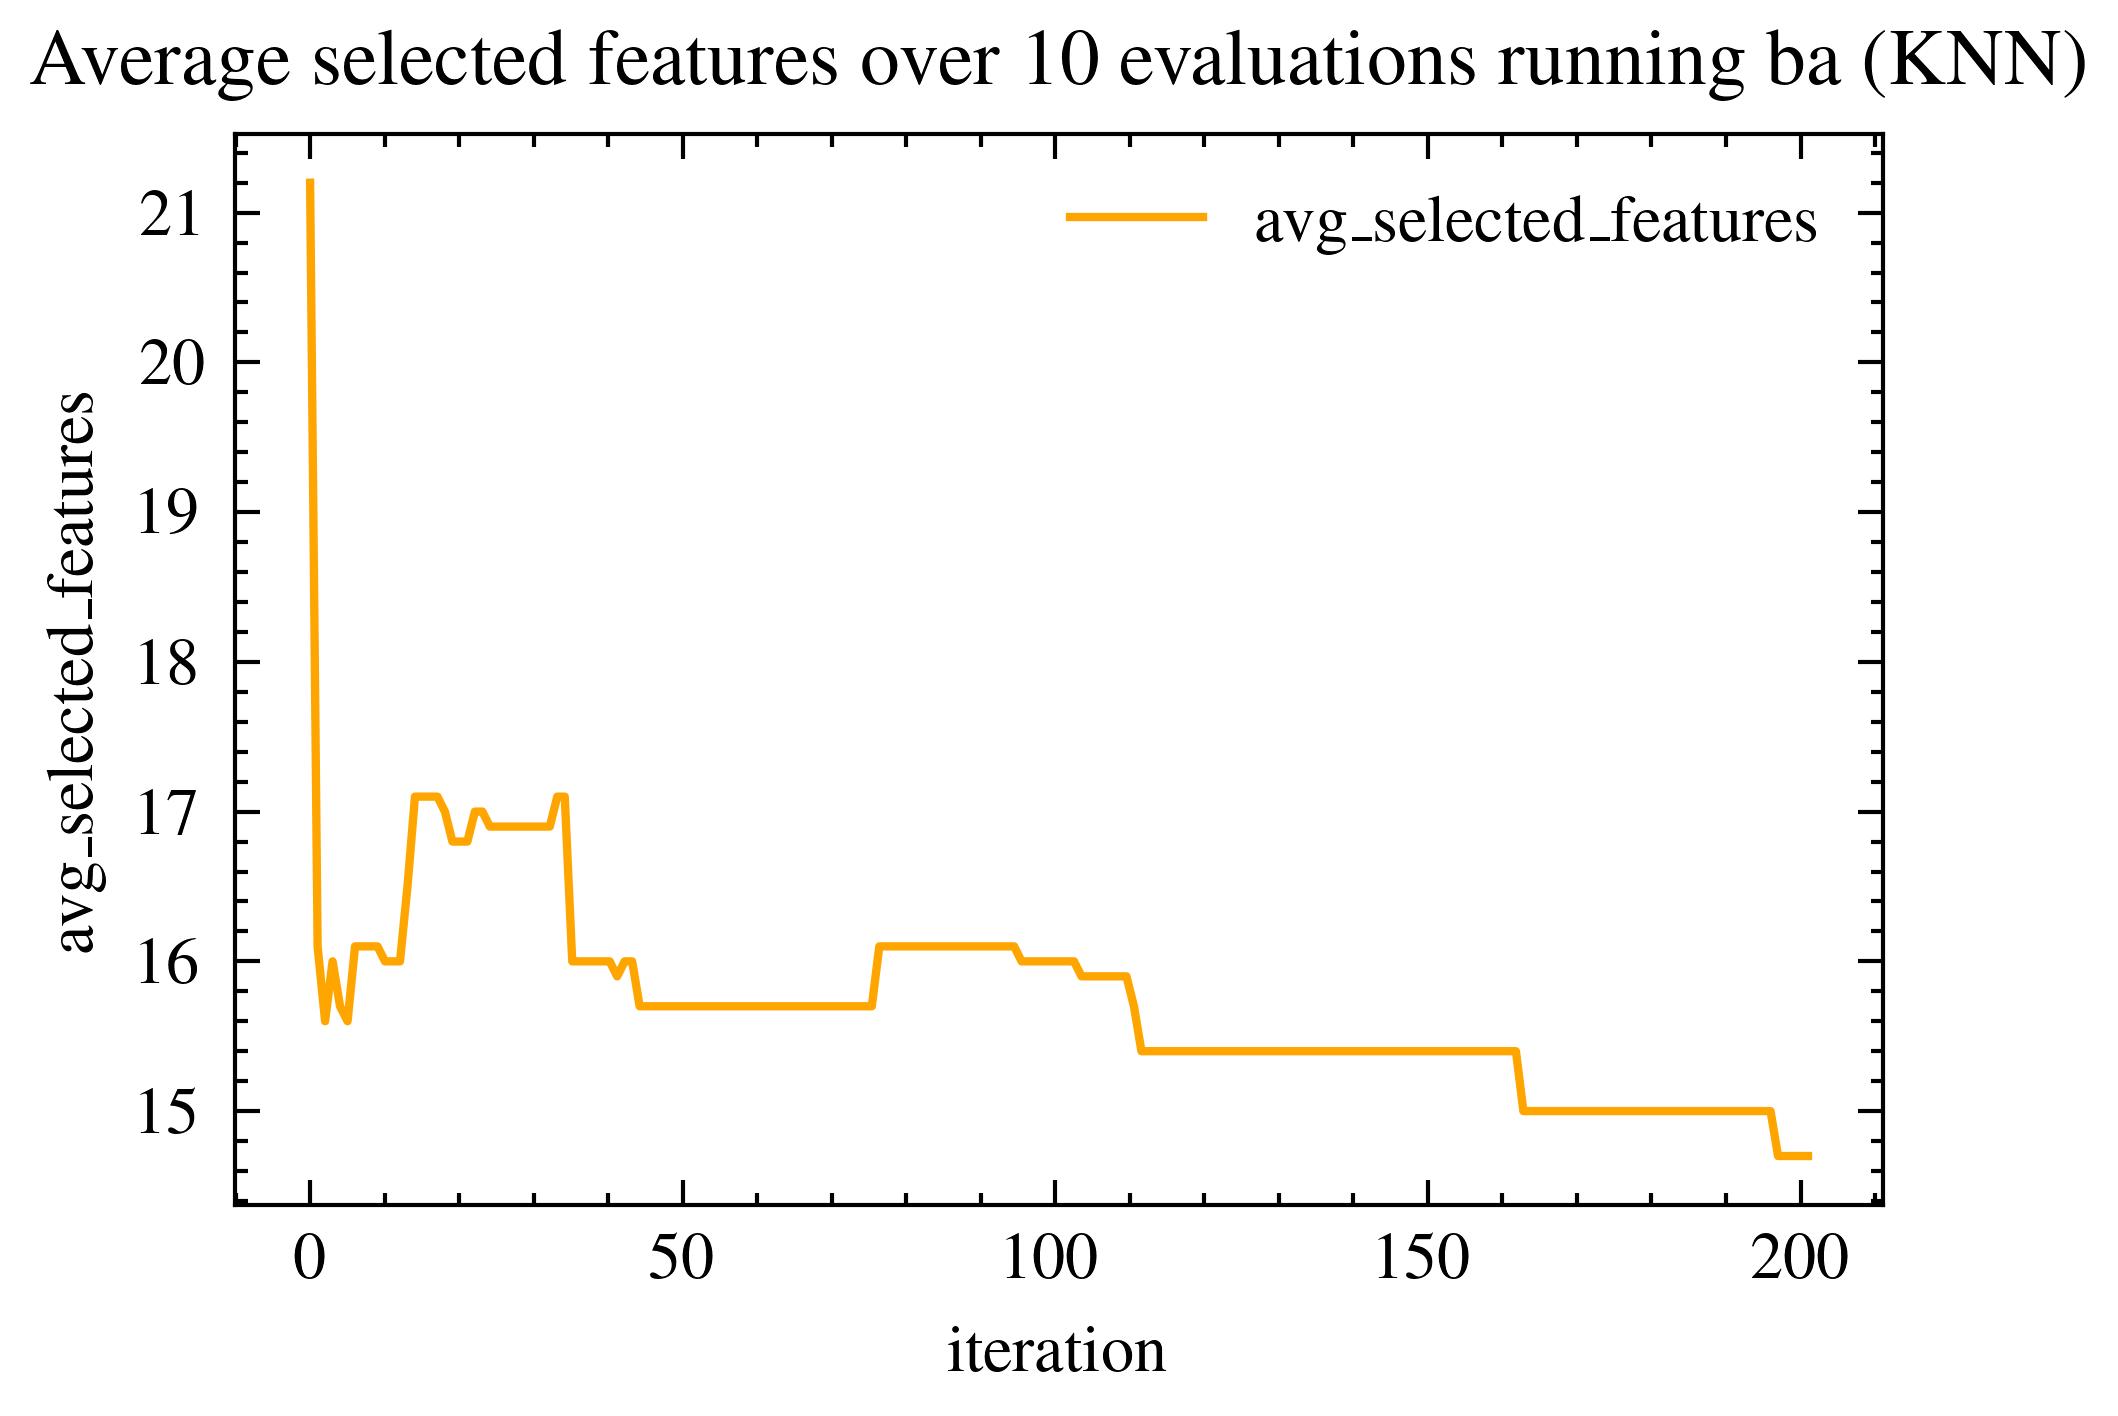 Average selected features over 10 evaluations running ba (KNN)
avg_selected_features
21
20
19
18
17
16
15
avg_selected_features
0 50 100 150 200
iteration